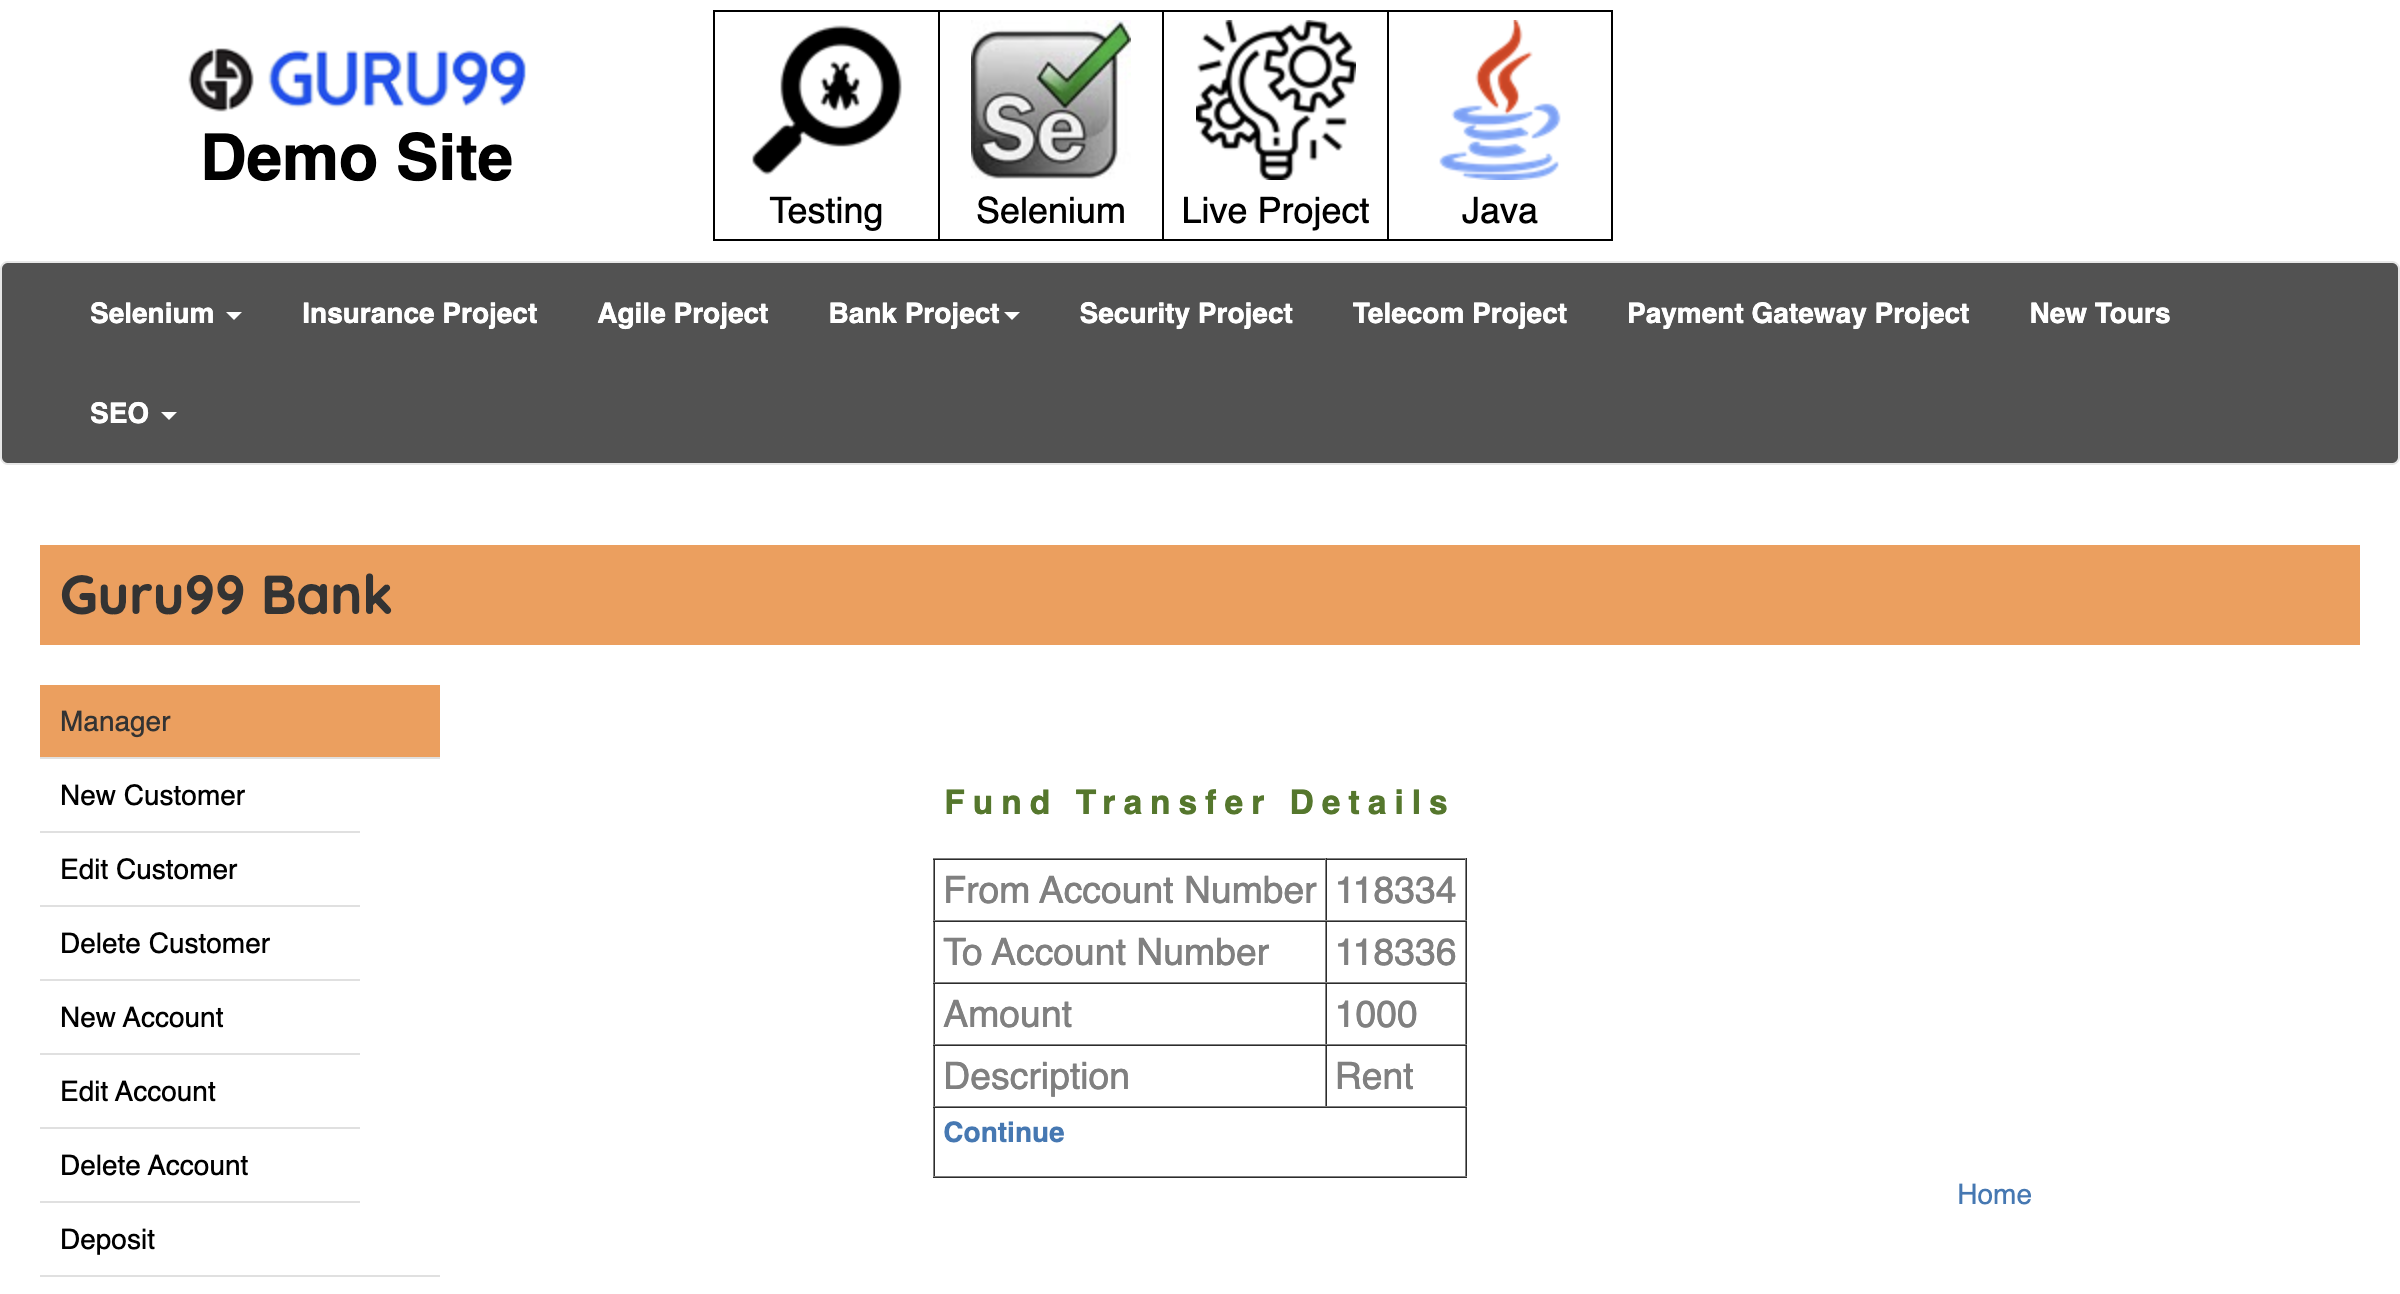 GURU99
Demo Site
Se
Testing Selenium Live Project Java
Selenium Insurance Project Agile Project Bank Project Security Project Telecom Project Payment Gateway Project New Tours
SEO
Guru99 Bank
Manager
New Customer
Edit Customer
Delete Customer
New Account
Edit Account
Delete Account
Deposit
Fund Transfer Details
From Account Number 118334
To Account Number 118336
Amount 1000
Description Rent
Continue
Home